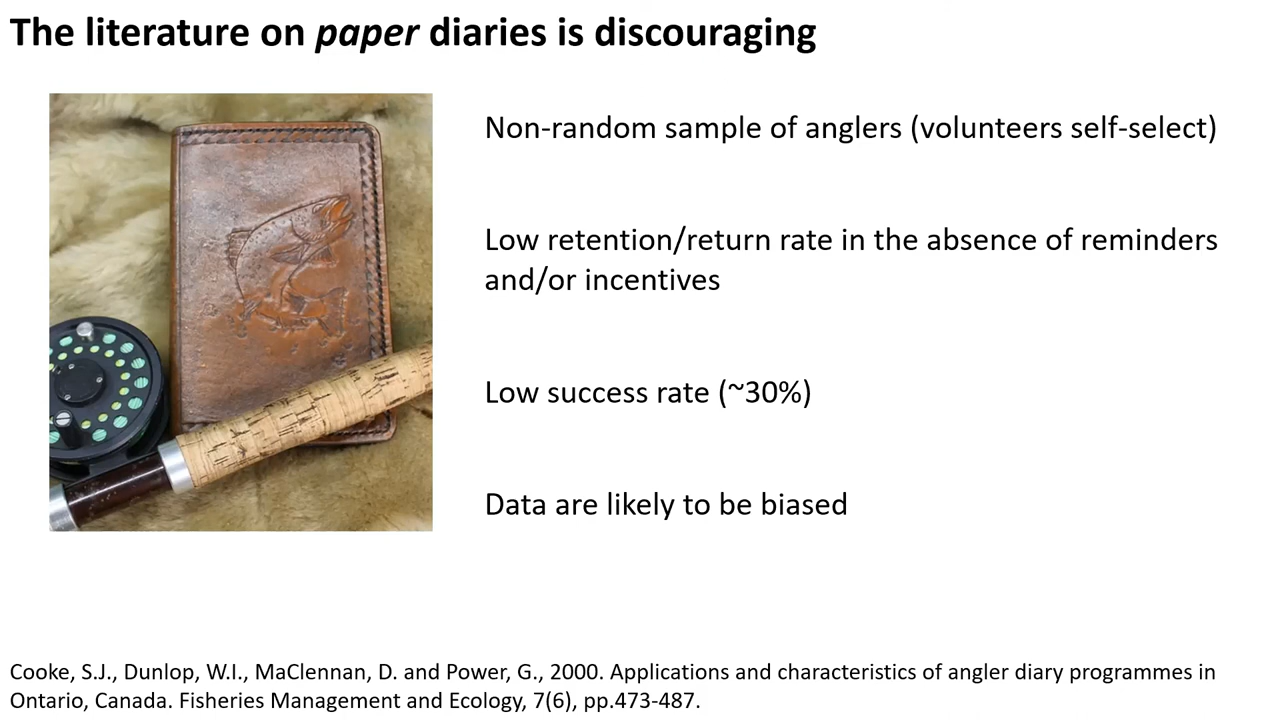 The literature on paper diaries is discouraging
Non-random sample of anglers (volunteers self-select)
Low retention/return rate in the absence of reminders
and/or incentives
Low success rate (~30%)
Data are likely to be biased
Cooke, S.J., Dunlop, W.I., MaClennan, D. and Power, G., 2000. Applications and characteristics of angler diary programmes in
Ontario, Canada. Fisheries Management and Ecology, 7(6), pp.473-487.